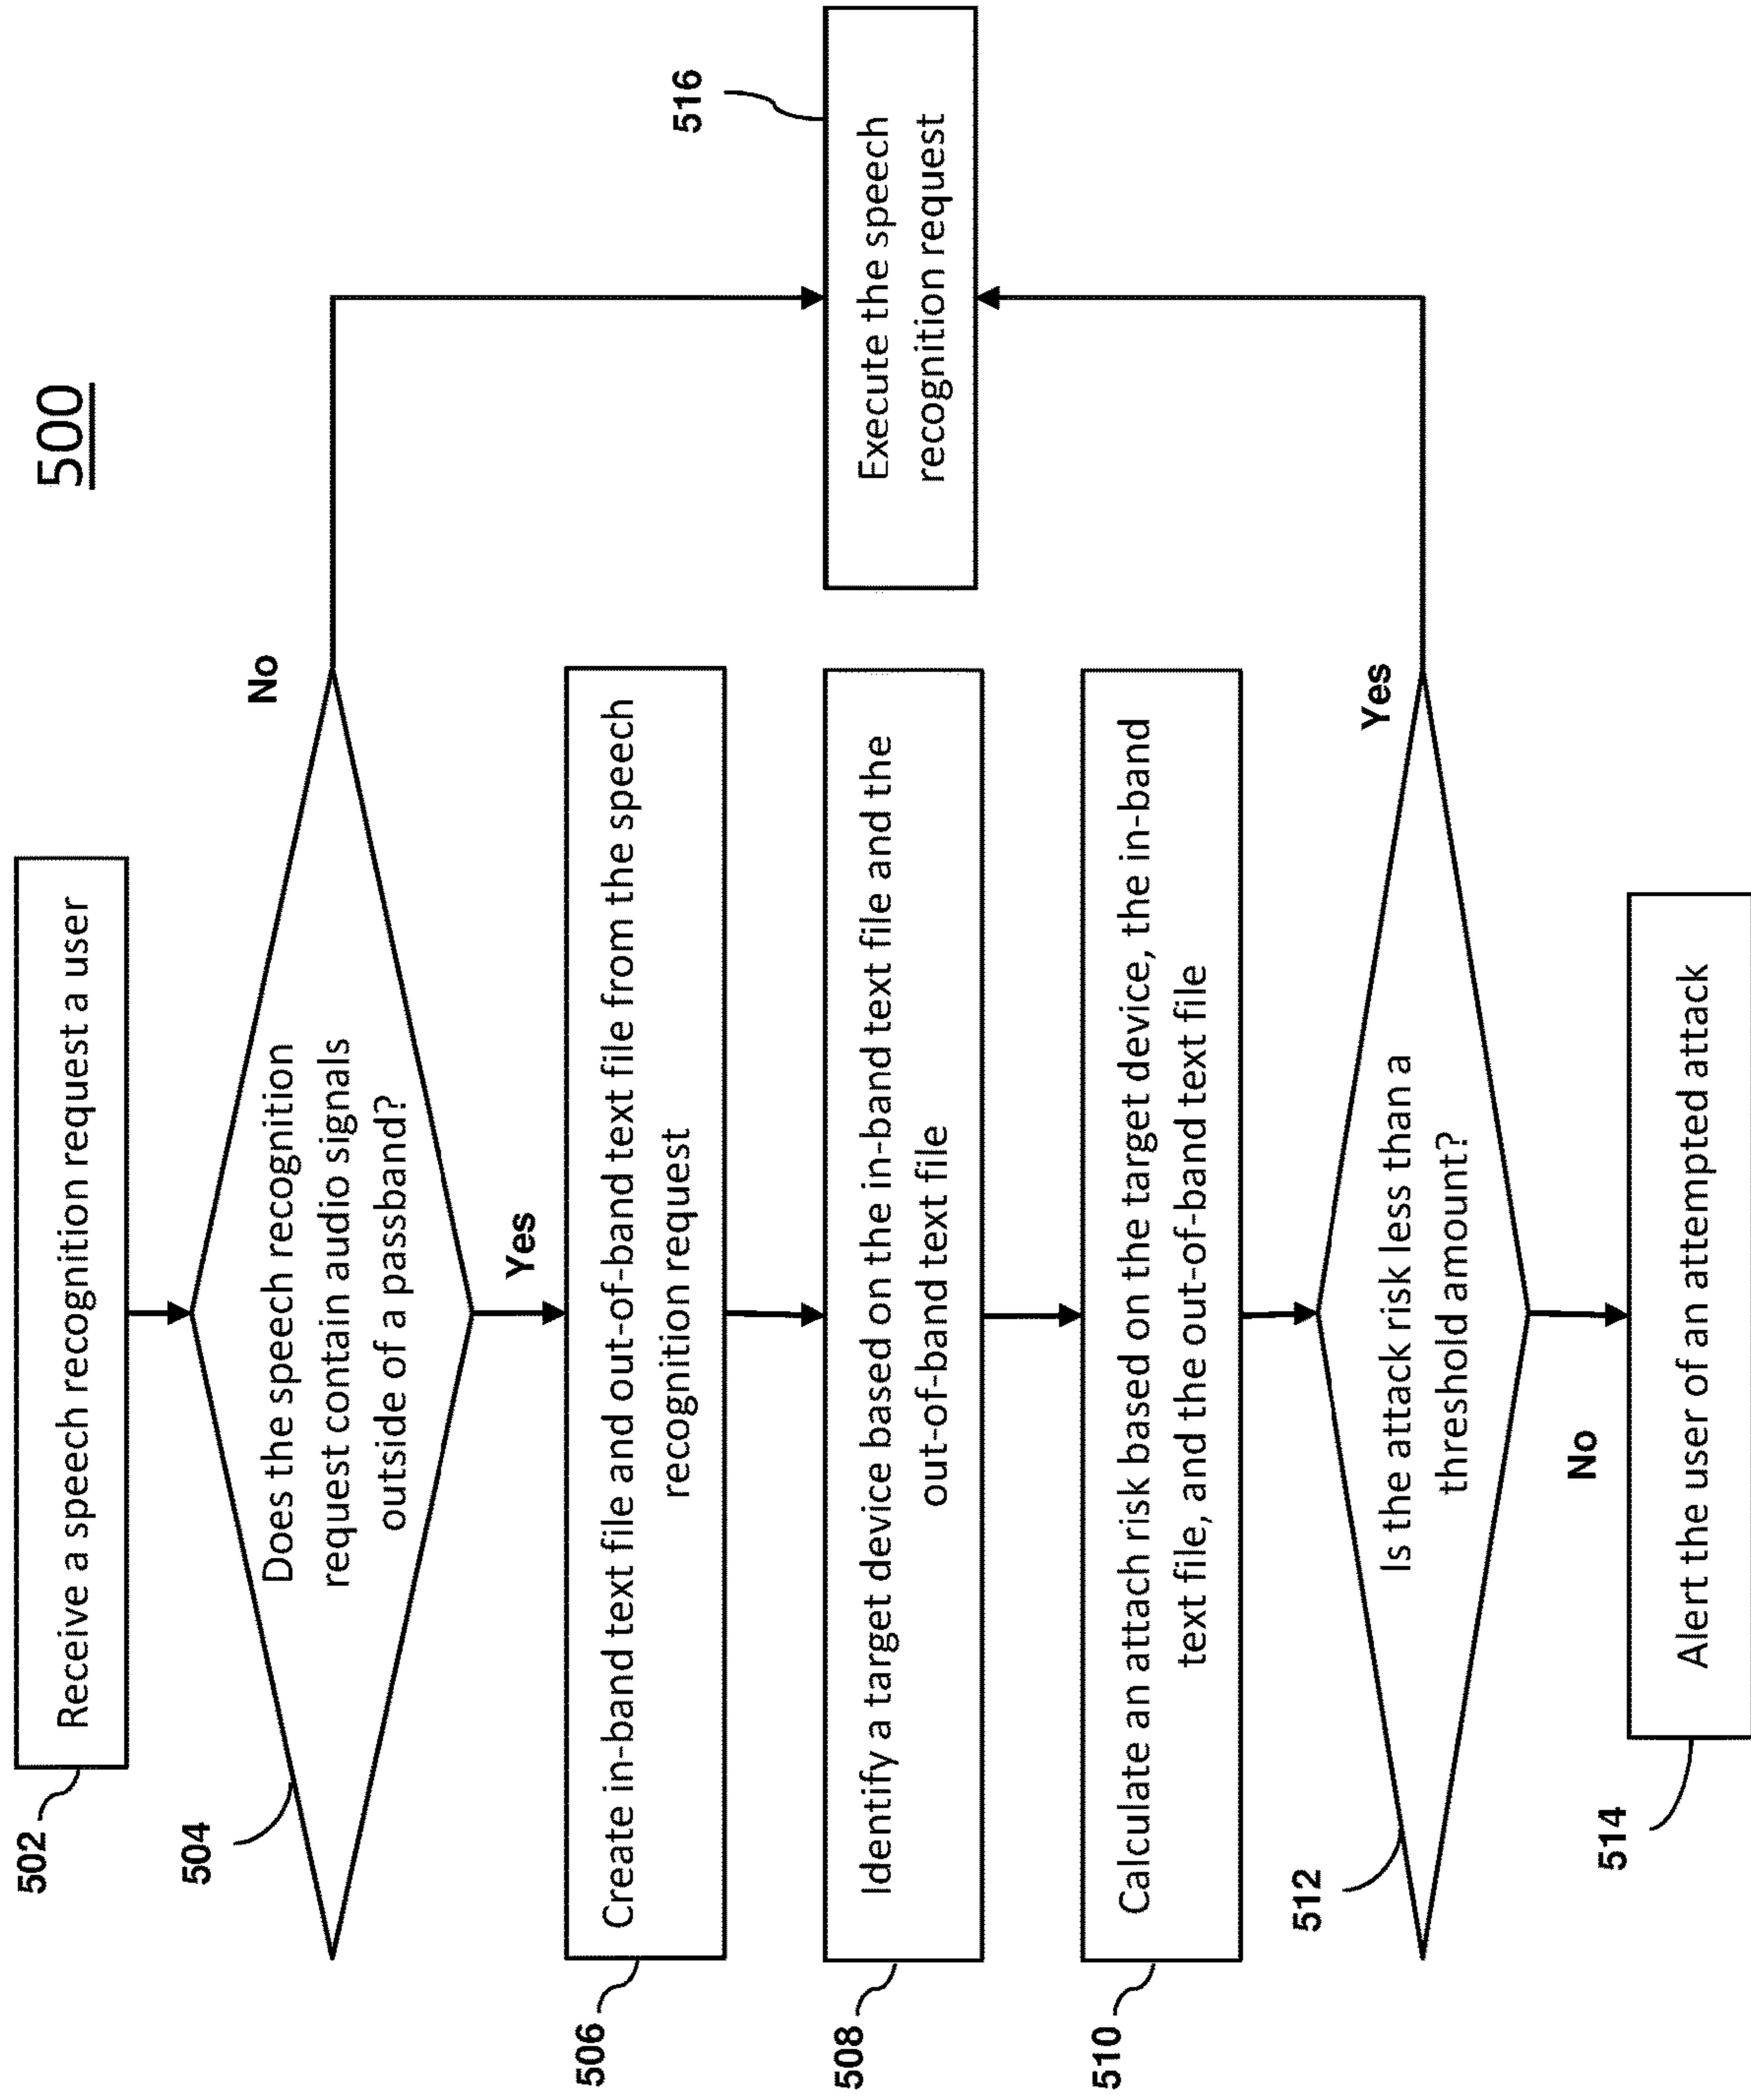 500
502
Receive a speech recognition request a user
504
Does the speech recognition
request contain audio signals
outside of a passband?
No
Yes
506
Create in-band text file and out-of-band text file from the speech
recognition request
508
Identify a target device based on the in-band text file and the
out-of-band text file
516
Execute the speech
recognition request
510
Calculate an attach risk based on the target device, the in-band
text file, and the out-of-band text file
512
Is the attack risk less than a
threshold amount?
Yes
No
514
Alert the user of an attempted attack